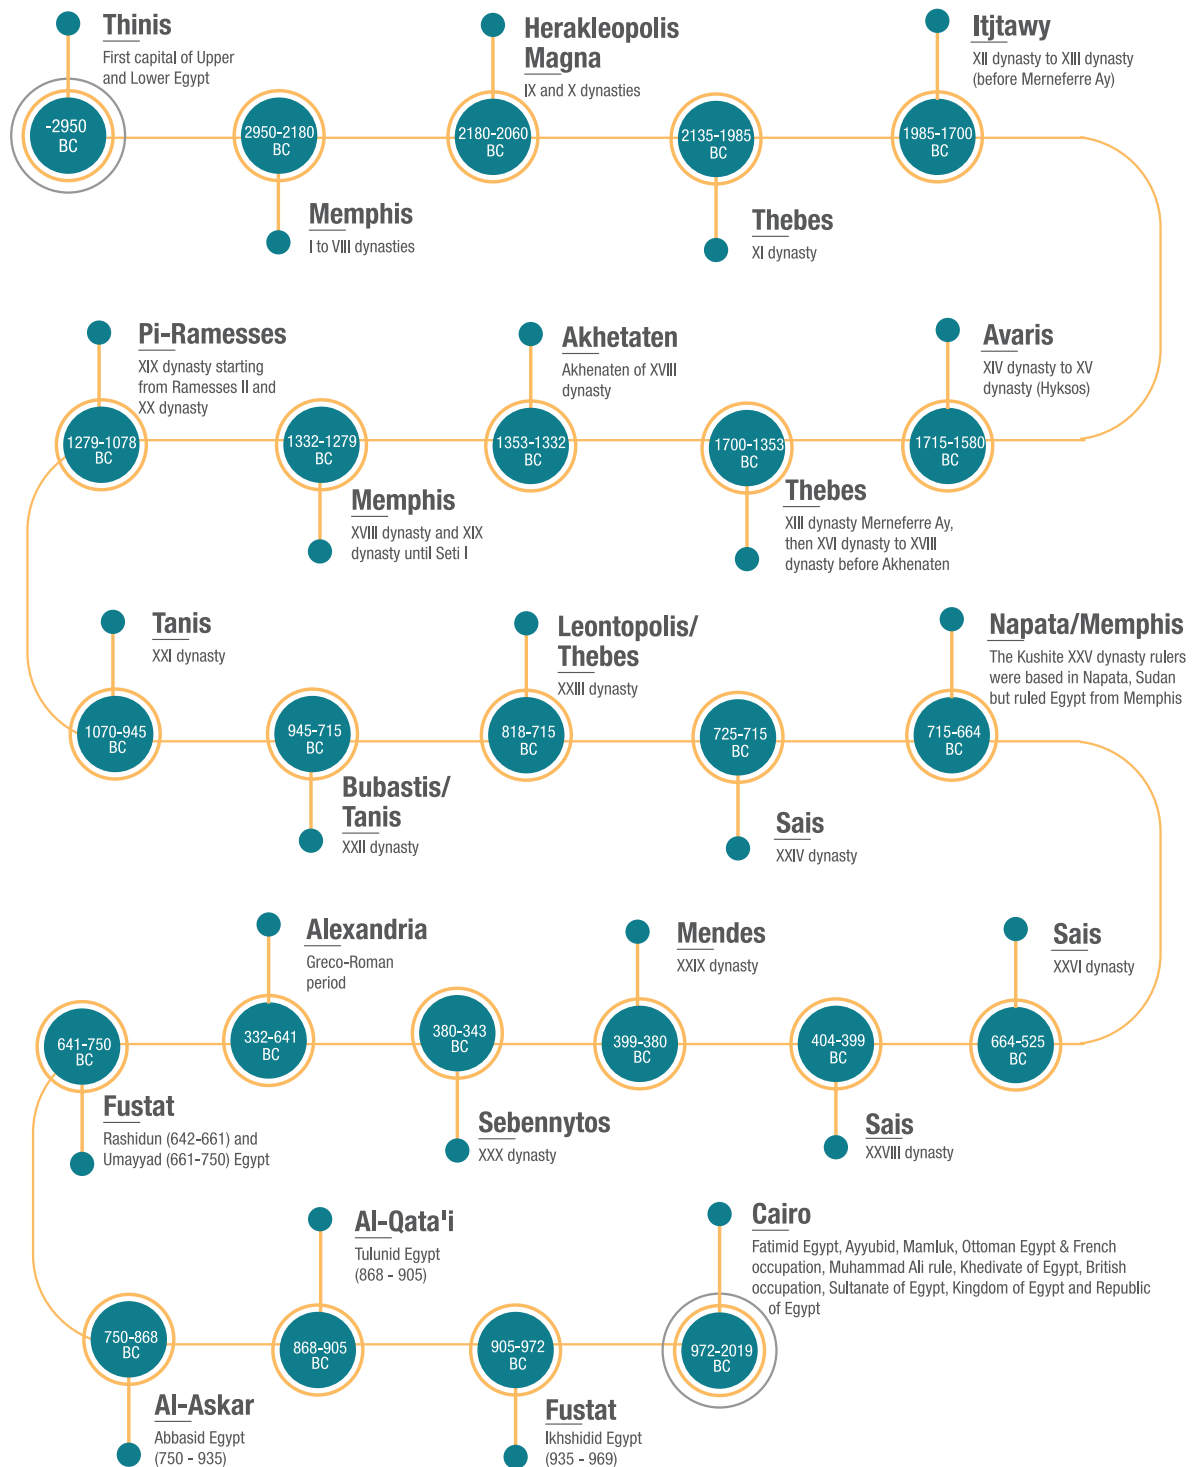 Thinis
First capital of Upper
and Lower Egypt
-2950
BC
2950-2180
BC
Memphis
I to VIII dynasties
Herakleopolis
Magna
IX and X dynasties
2180-2060
BC
2135-1985
BC
Thebes
XI dynasty
Itjtawy
XII dynasty to XIII dynasty
(before Merneferre Ay)
1985-1700
BC
Avaris
XIV dynasty to XV
dynasty (Hyksos)
1715-1580
BC
1700-1353
BC
Thebes
XIII dynasty Merneferre Ay,
then XVI dynasty to XVIII
dynasty before Akhenaten
Akhetaten
Akhenaten of XVIII
dynasty
1353-1332
BC
1332-1279
BC
Memphis
XVIII dynasty and XIX
dynasty until Seti I
Pi-Ramesses
XIX dynasty starting
from Ramesses II and
XX dynasty
1279-1078
BC
Tanis
XXI dynasty
1070-945
BC
945-715
BC
Bubastis/
Tanis
XXII dynasty
Leontopolis/
Thebes
XXIII dynasty
818-715
BC
725-715
BC
Sais
XXIV dynasty
Napata/Memphis
The Kushite XXV dynasty rulers
were based in Napata, Sudan
but ruled Egypt from Memphis
715-664
BC
Sais
XXVI dynasty
664-525
BC
404-399
BC
Sais
XXVIII dynasty
Mendes
XXIX dynasty
399-380
BC
380-343
BC
Sebennytos
XXX dynasty
Alexandria
Greco-Roman
period
332-641
BC
641-750
BC
Fustat
Rashidun (642-661) and
Umayyad (661-750) Egypt
750-868
BC
Al-Askar
Abbasid Egypt
(750 - 935)
Al-Qata'i
Tulunid Egypt
(868 - 905)
868-905
BC
905-972
BC
Fustat
Ikhshidid Egypt
(935 - 969)
Cairo
Fatimid Egypt, Ayyubid, Mamluk, Ottoman Egypt & French
occupation, Muhammad Ali rule, Khedivate of Egypt, British
occupation, Sultanate of Egypt, Kingdom of Egypt and Republic
of Egypt
972-2019
BC